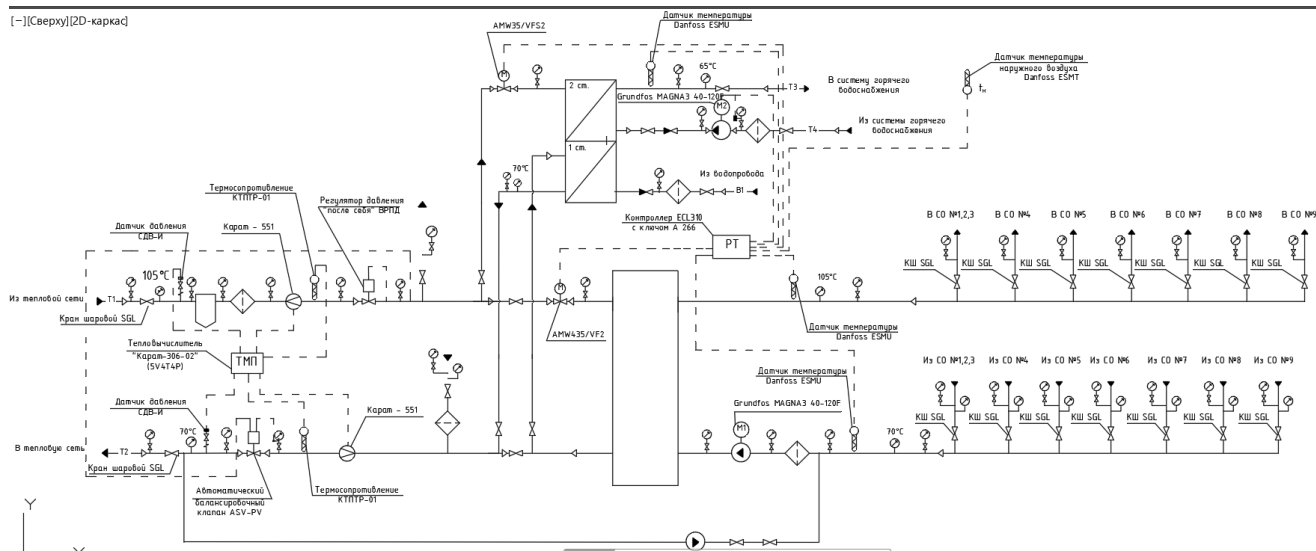 [-][Сверху][2D-каркас]
AMW35/VFS2
Датчик температуры
Danfoss ESMU
65°C
T3
В систему горячего
водоснабжения
Датчик температуры
наружного воздуха
Danfoss ESMT
tн
M
2 ст.
Grundfos MAGNA3 40-120F
M2
Из системы горячего
водоснабжения
T4
1 ст.
70°C
Из водопровода
В1
Термосопротивление
КТПТР-01
Регулятор давления
"после себя" ВРПД
Датчик давления
СДВ-И
Карат - 551
Контроллер ECL310
с ключом А 266
РТ
В СО №1,2,3
В СО №4
В СО №5
В СО №6
В СО №7
В СО №8
В СО №9
КШ SGL
КШ SGL
КШ SGL
КШ SGL
КШ SGL
КШ SGL
КШ SGL
105°C
Из тепловой сети
T1
Кран шаровой SGL
M
AMW435/VF2
105°C
Датчик температуры
Danfoss ESMU
Тепловычислитель
"Карат-306-02"
(5V4T4P)
ТМП
Из СО №1,2,3
Из СО №4
Из СО №5
Из СО №6
Из СО №7
Из СО №8
Из СО №9
КШ SGL
КШ SGL
КШ SGL
КШ SGL
КШ SGL
КШ SGL
КШ SGL
Датчик температуры
Danfoss ESMU
Grundfos MAGNA3 40-120F
M1
70°C
Датчик давления
СДВ-И
Карат - 551
70°C
В тепловую сеть
T2
Кран шаровой SGL
Автоматический
балансировочный
клапан ASV-PV
Термосопротивление
КТПТР-01
Y